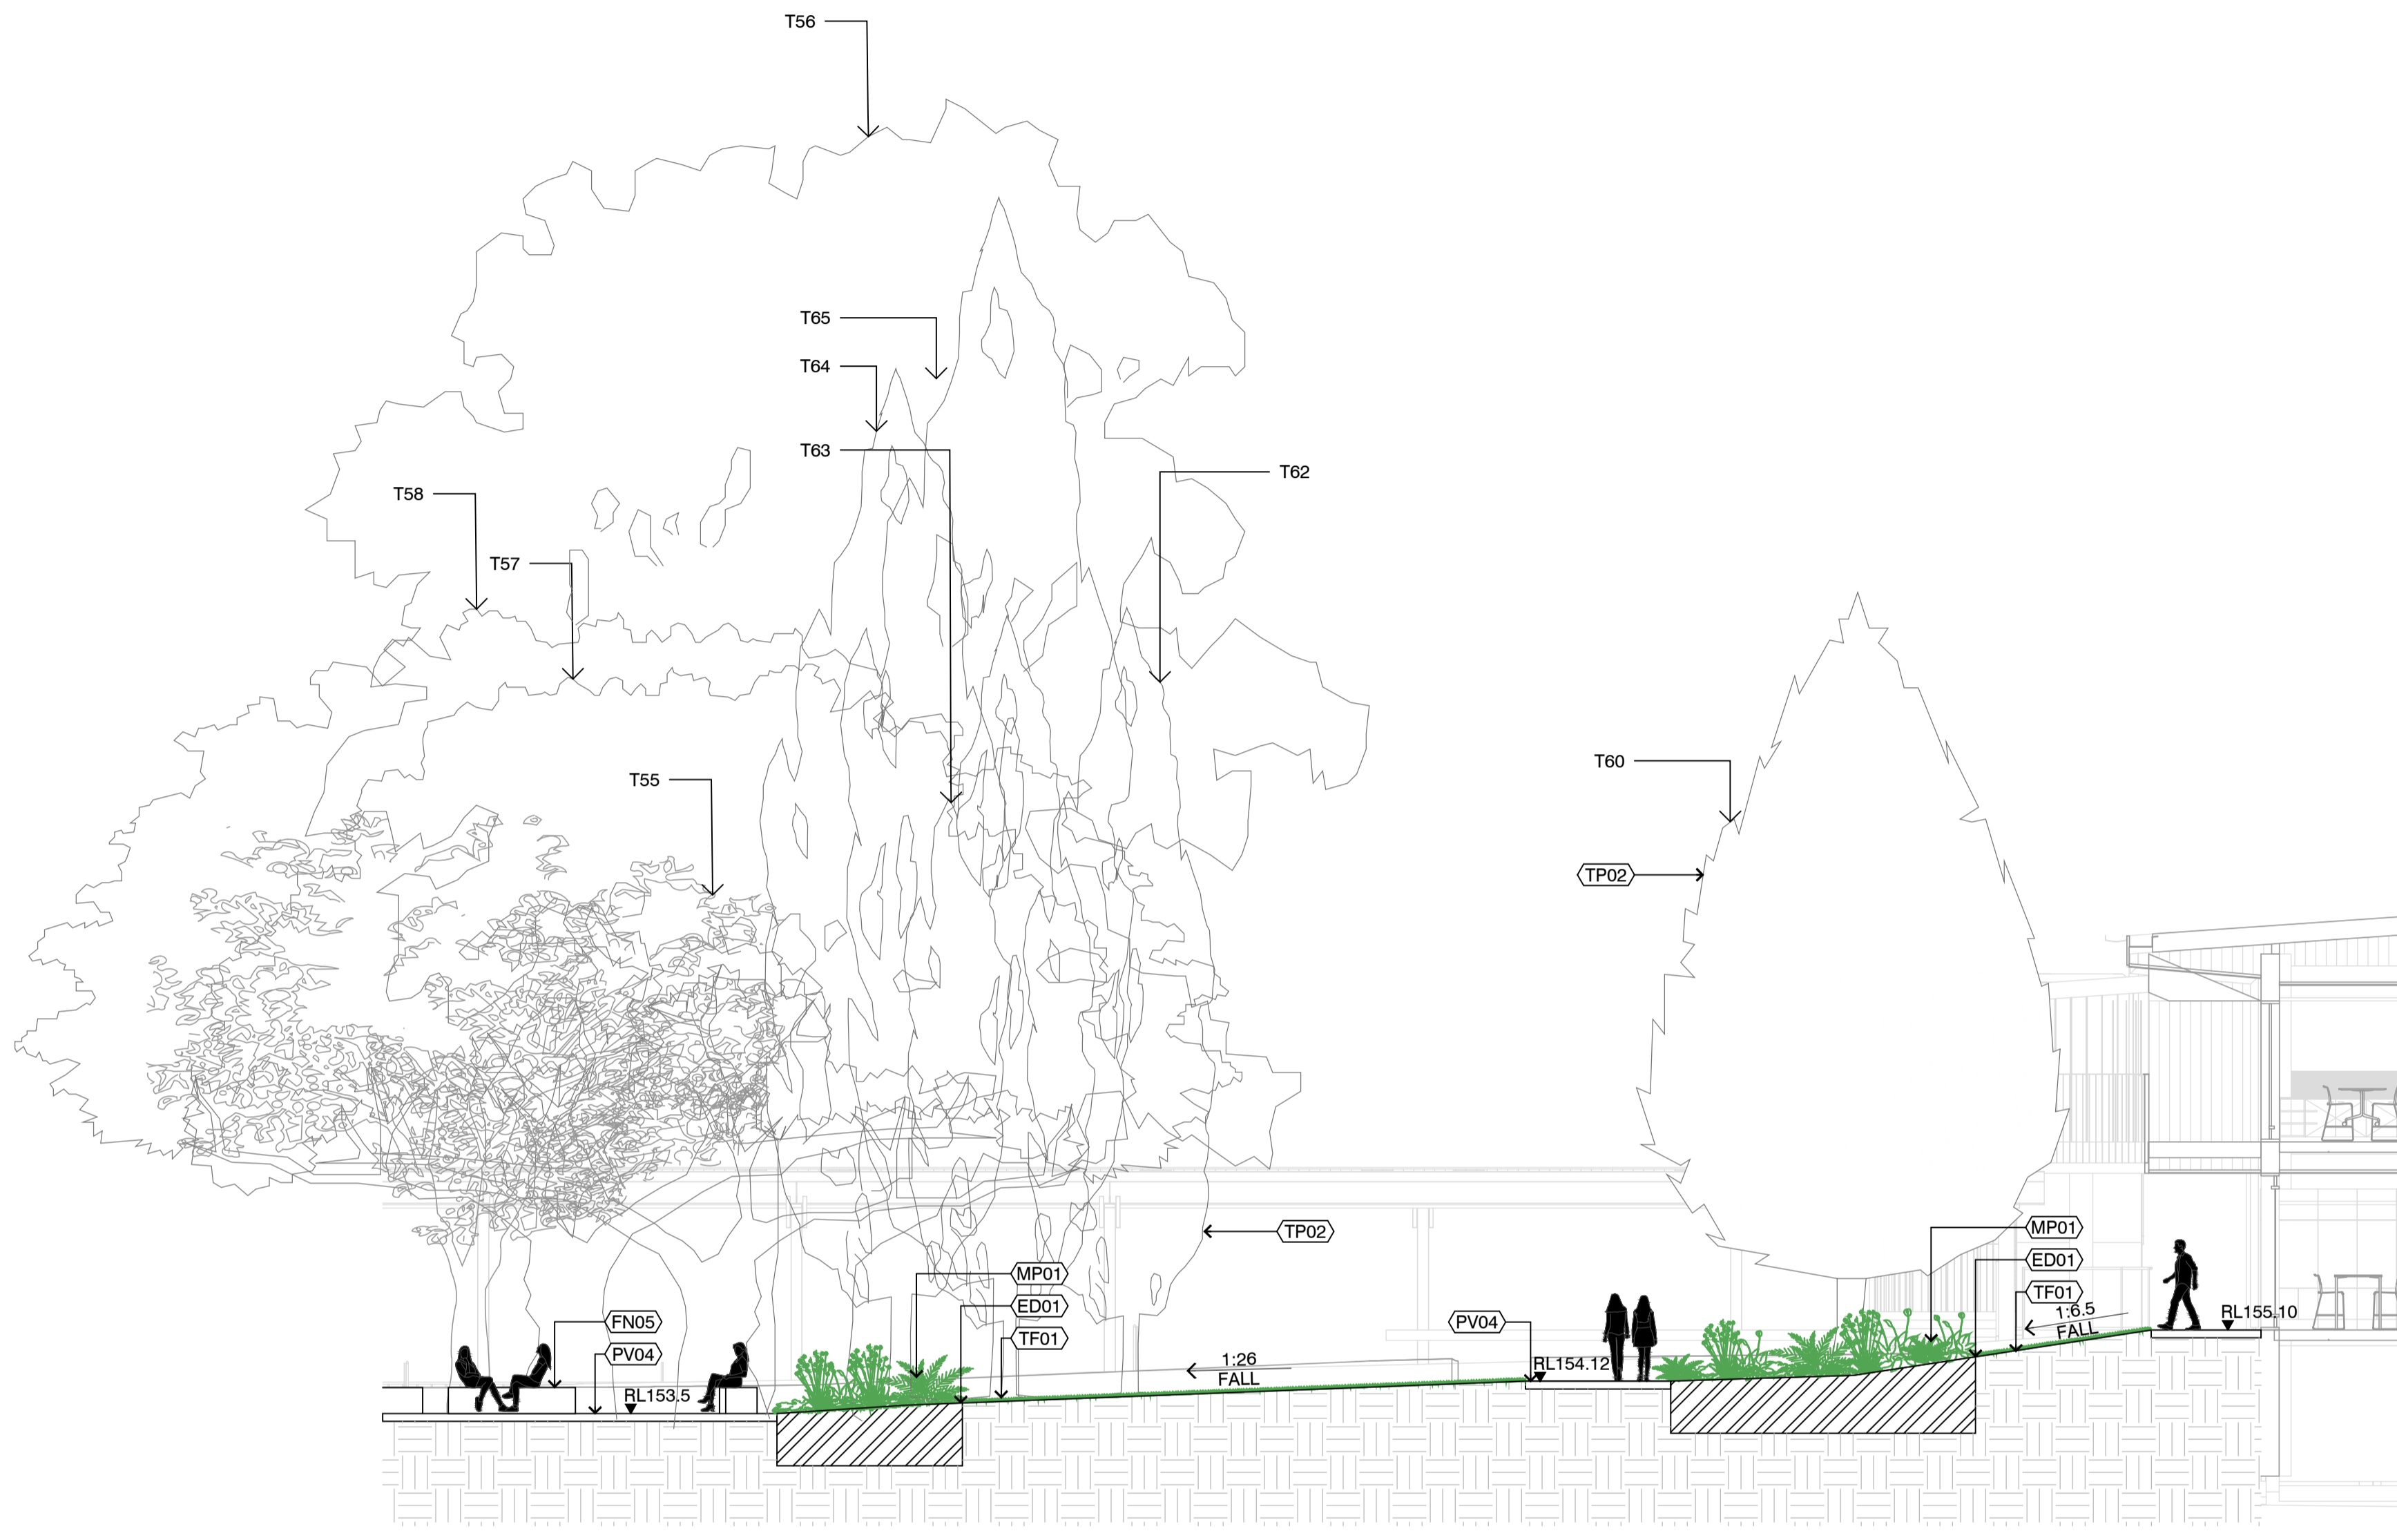 T56
T65
T64
T63
T62
T58
T57
T55
T60
TP02
TP02
MP01
MP01
ED01
ED01
TF01
TF01
1:6.5
FALL
RL155.10
FN05
PV04
RL153.5
1:26
FALL
PV04
RL154.12